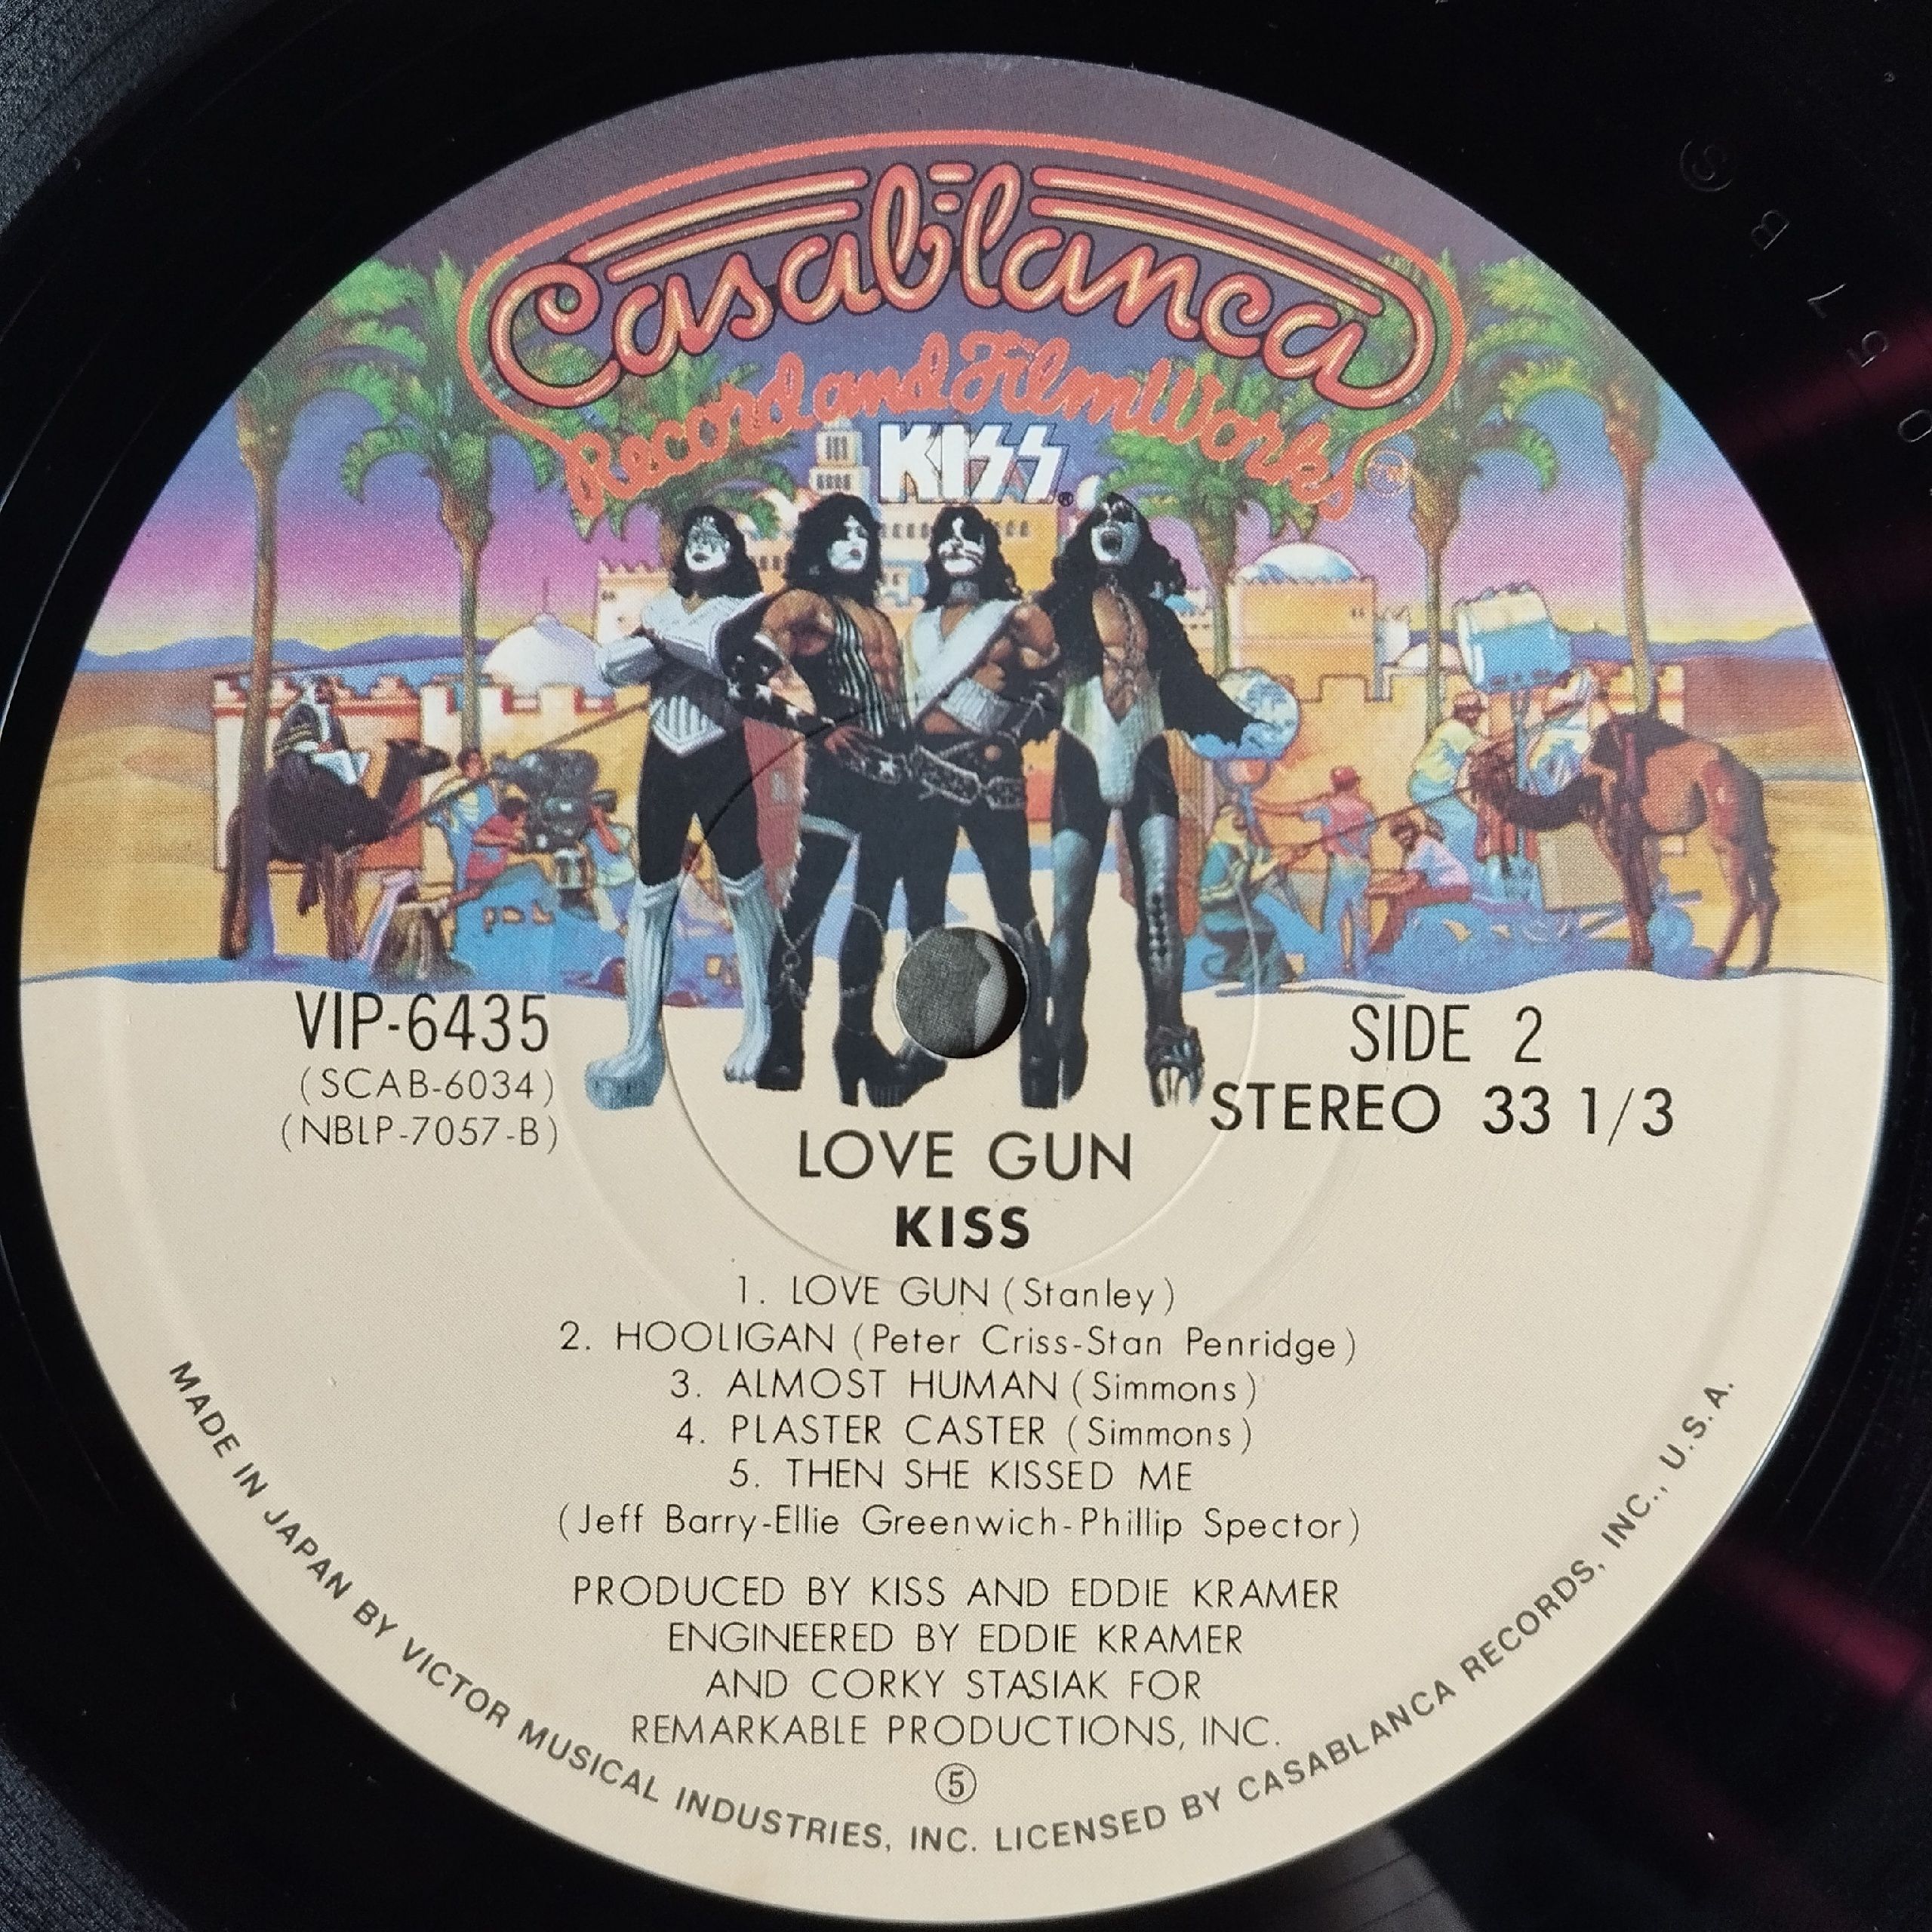 Casablanca
Record and FilmWorks
KISS®
VIP-6435
(SCAB-6034)
(NBLP-7057-B)
SIDE 2
STEREO 33 1/3
LOVE GUN
KISS
1. LOVE GUN (Stanley)
2. HOOLIGAN (Peter Criss-Stan Penridge)
3. ALMOST HUMAN (Simmons)
4. PLASTER CASTER (Simmons)
5. THEN SHE KISSED ME
(Jeff Barry-Ellie Greenwich-Phillip Spector)
PRODUCED BY KISS AND EDDIE KRAMER
ENGINEERED BY EDDIE KRAMER
AND CORKY STASIAK FOR
REMARKABLE PRODUCTIONS, INC.
⑤
MADE IN JAPAN BY VICTOR MUSICAL INDUSTRIES, INC. LICENSED BY CASABLANCA RECORDS, INC., U.S.A.